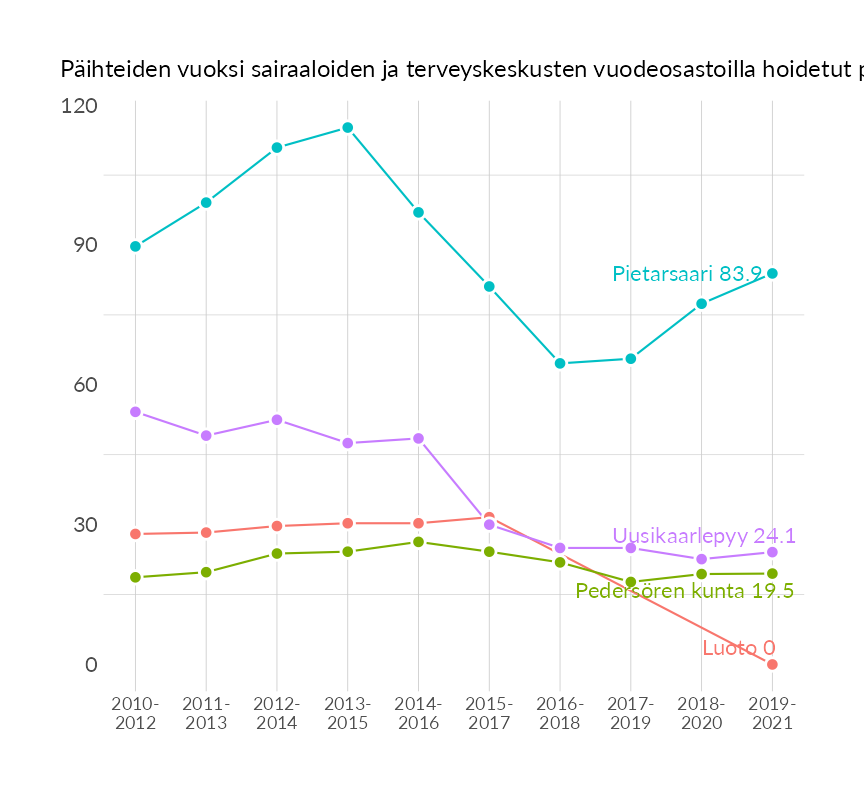 Päihteiden vuoksi sairaaloiden ja terveyskeskusten vuodeosastoilla hoidetut
120
90
60
30
0
Pietarsaari 83.9
Uusikaarlepyy 24.1
Pedersören kunta 19.5
Luoto 0
2010- 2011- 2012- 2013- 2014- 2015- 2016- 2017- 2018- 2019-
2012 2013 2014 2015 2016 2017 2018 2019 2020 2021